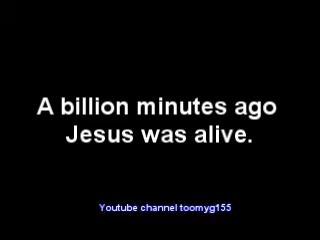 A billion minutes ago
Jesus was alive.
Youtube channel toomyg155